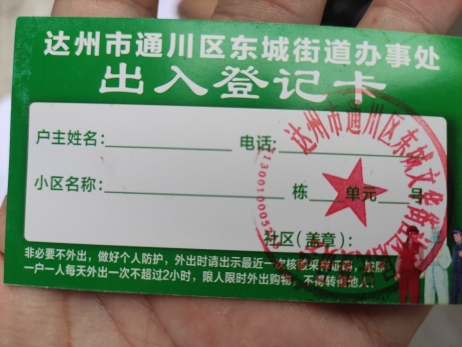 达州市通川区东城街道办事处
出入登记卡
户主姓名： 电话：
小区名称： 栋 单元 号
社区（盖章）：
非必要不外出，做好个人防护，外出时请出示最近一次核酸采样证明，
一户一人每天外出一次不超过2小时，限人限时外出购物，不得转借他人！
达州市通川区东城文华街